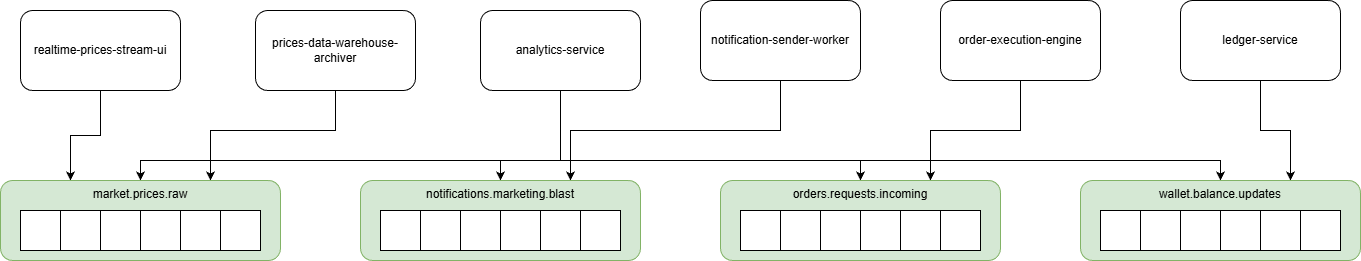 realtime-prices-stream-ui
prices-data-warehouse-
archiver
analytics-service
notification-sender-worker
order-execution-engine
ledger-service
market.prices.raw
notifications.marketing.blast
orders.requests.incoming
wallet.balance.updates